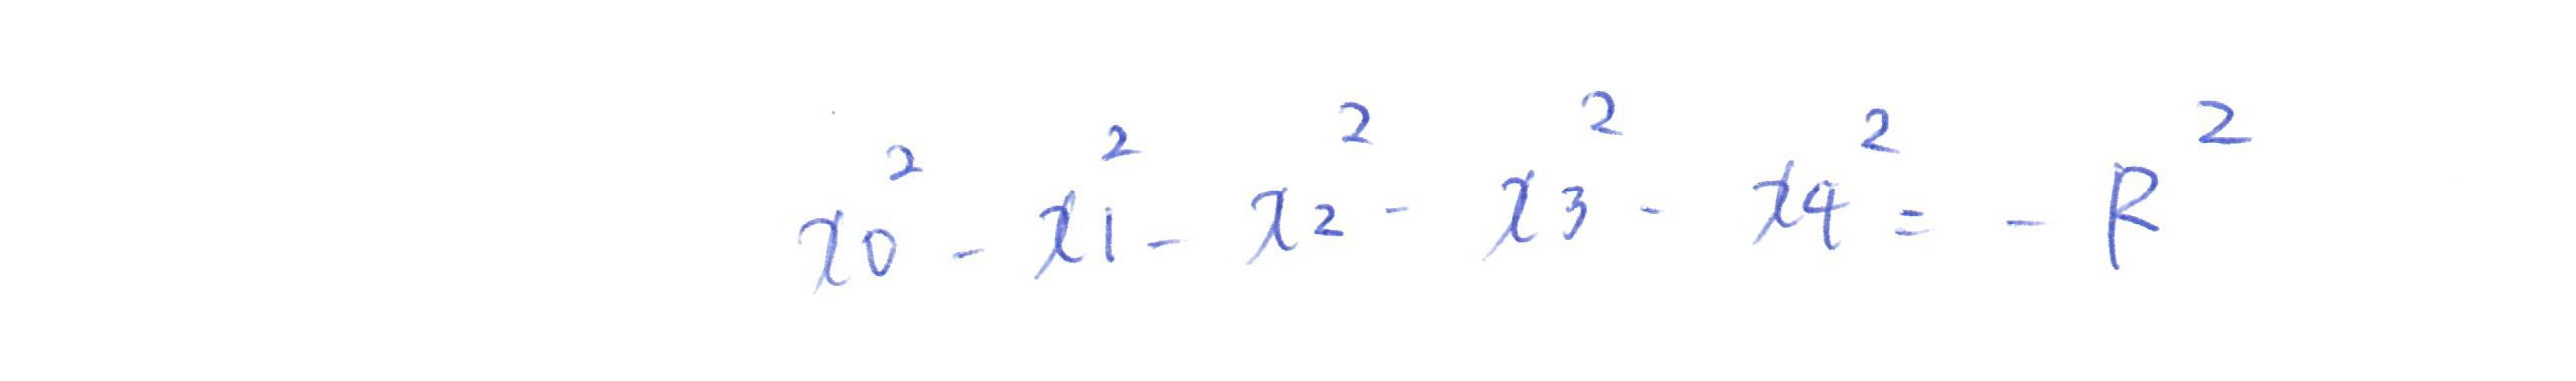 x₀² - x₁² - x₂² - x₃² - x₄² = - R²